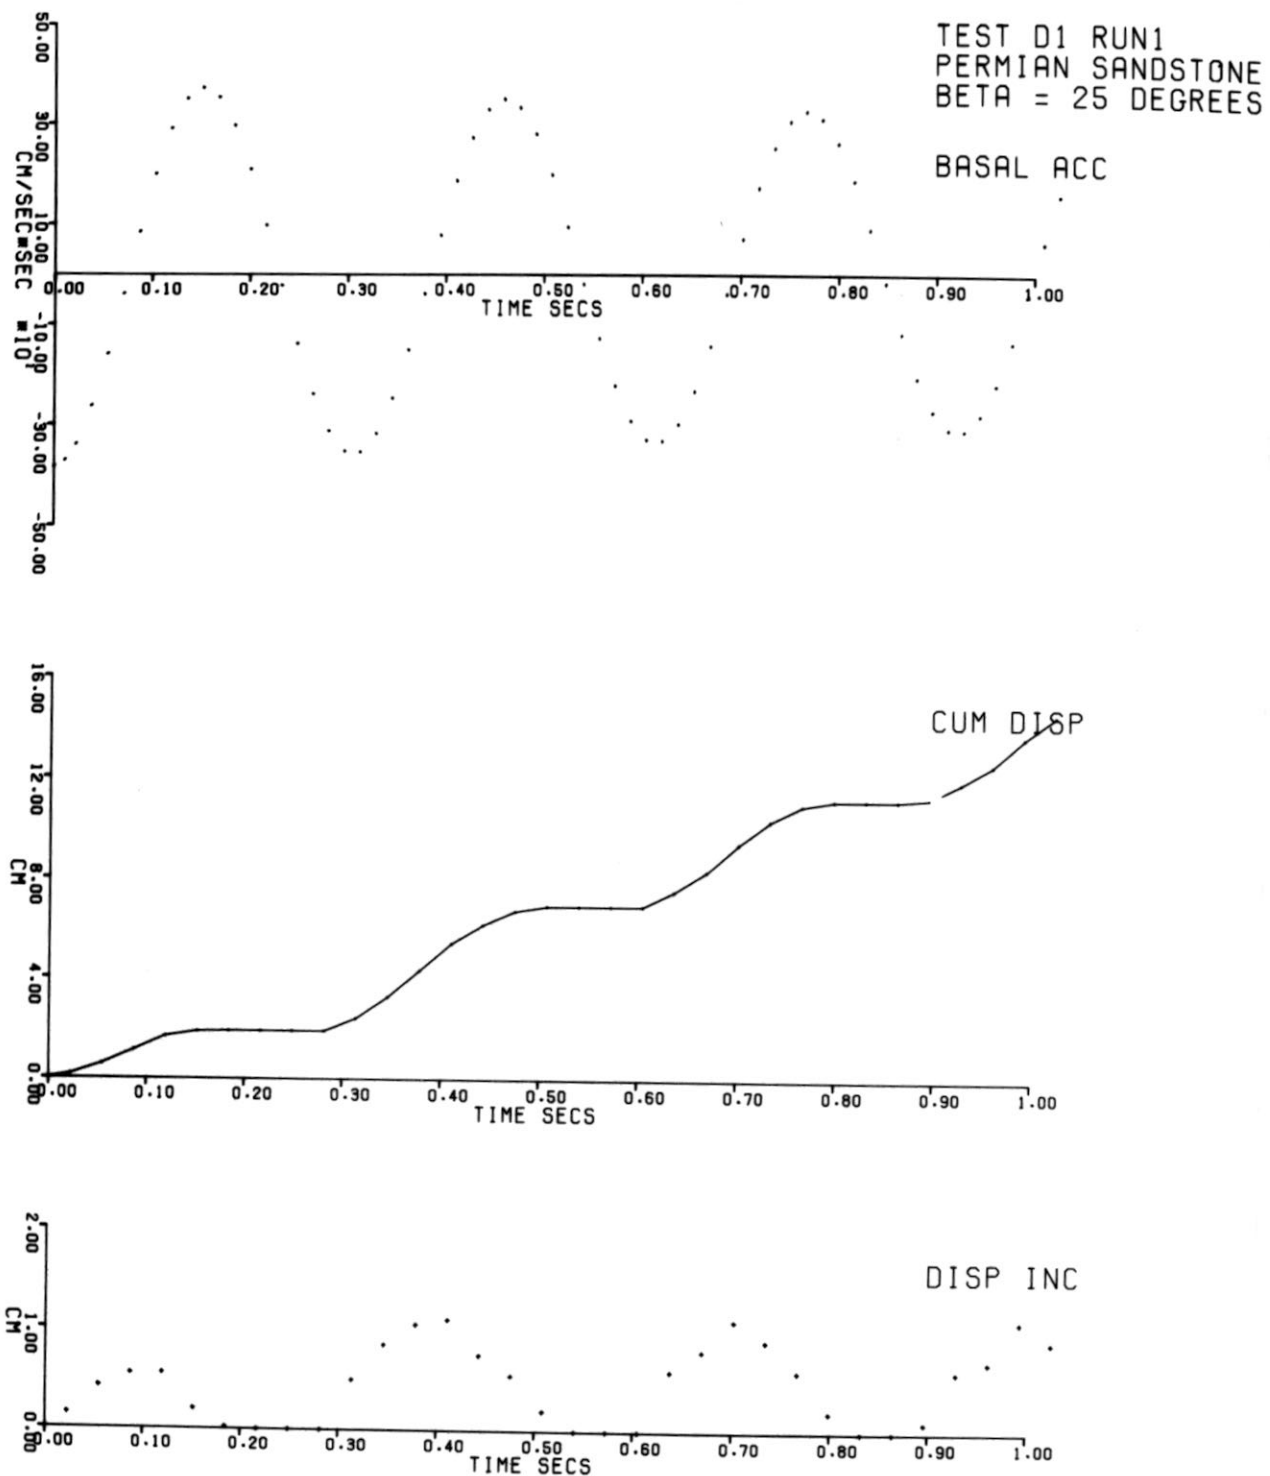 TEST D1 RUN1
PERMIAN SANDSTONE
BETA = 25 DEGREES
BASAL ACC
50.00
30.00
10.00
-10.00
-30.00
-50.00
CM/SEC*SEC *10¹
0.00 0.10 0.20 0.30 0.40 0.50 0.60 0.70 0.80 0.90 1.00
TIME SECS
CUM DISP
16.00
12.00
8.00
4.00
0.00
CM
0.00 0.10 0.20 0.30 0.40 0.50 0.60 0.70 0.80 0.90 1.00
TIME SECS
DISP INC
2.00
1.00
0.00
CM
0.00 0.10 0.20 0.30 0.40 0.50 0.60 0.70 0.80 0.90 1.00
TIME SECS